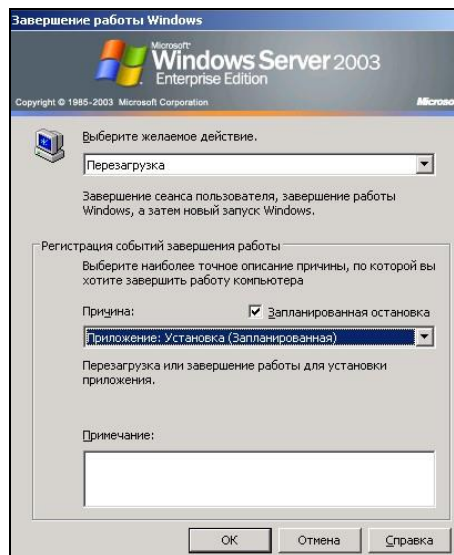 Завершение работы Windows
Microsoft
Windows Server 2003
Enterprise Edition
Copyright © 1985-2003 Microsoft Corporation
Выберите желаемое действие.
Перезагрузка
Завершение сеанса пользователя, завершение работы
Windows, а затем новый запуск Windows.
Регистрация событий завершения работы
Выберите наиболее точное описание причины, по которой вы
хотите завершить работу компьютера
Причина: Запланированная остановка
Приложение: Установка (Запланированная)
Перезагрузка или завершение работы для установки
приложения.
Примечание:
ОК Отмена Справка